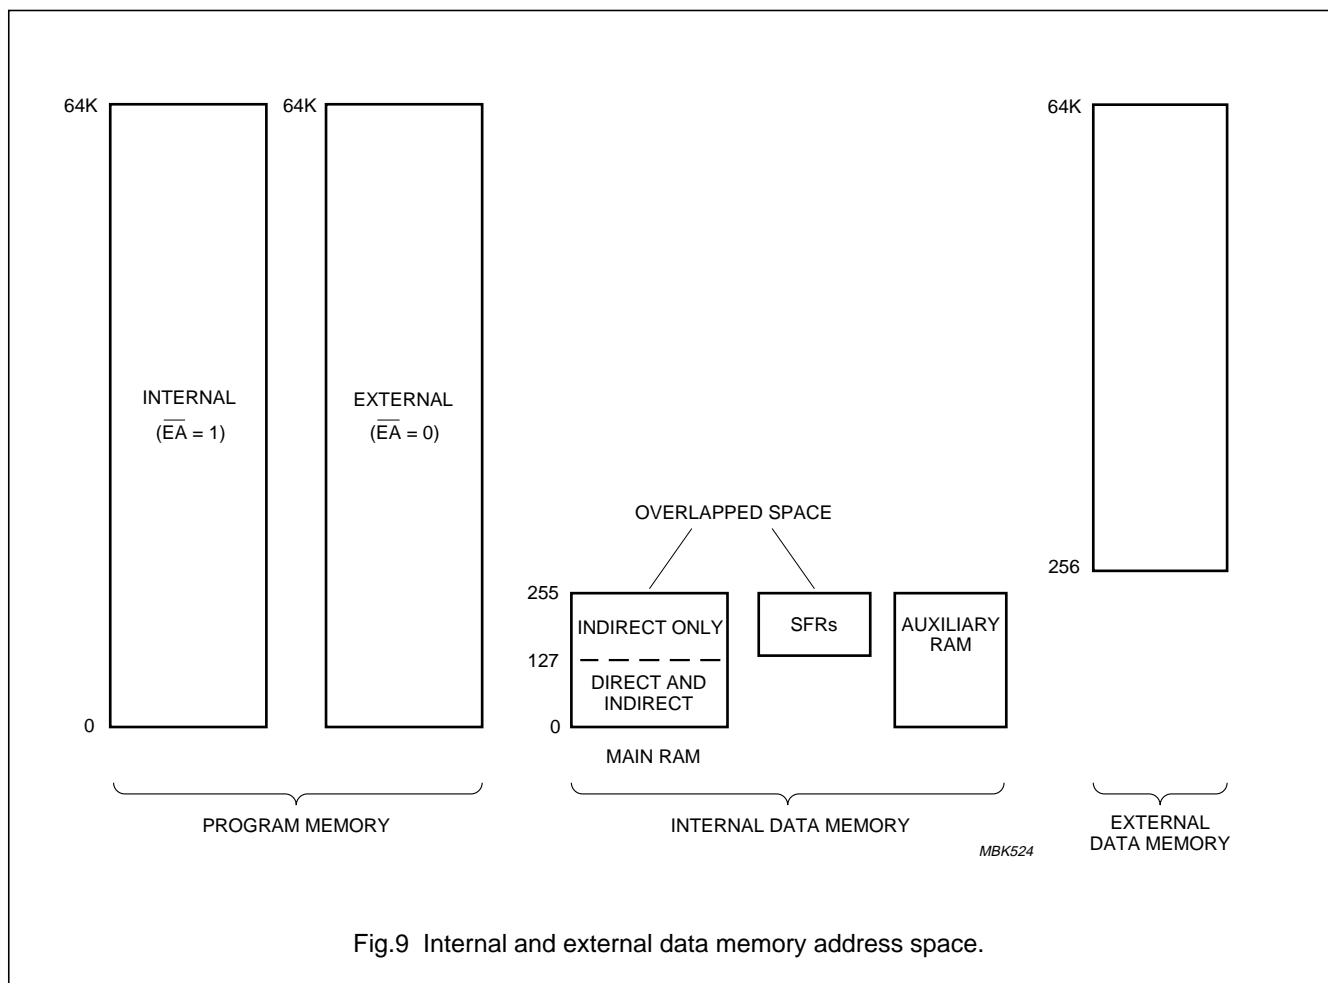 64K
64K
64K
INTERNAL
(E̅A̅ = 1)
EXTERNAL
(E̅A̅ = 0)
OVERLAPPED SPACE
256
255
INDIRECT ONLY
SFRs
AUXILIARY
RAM
127
DIRECT AND
INDIRECT
0
0
MAIN RAM
PROGRAM MEMORY
INTERNAL DATA MEMORY
EXTERNAL
DATA MEMORY
MBK524
Fig.9 Internal and external data memory address space.